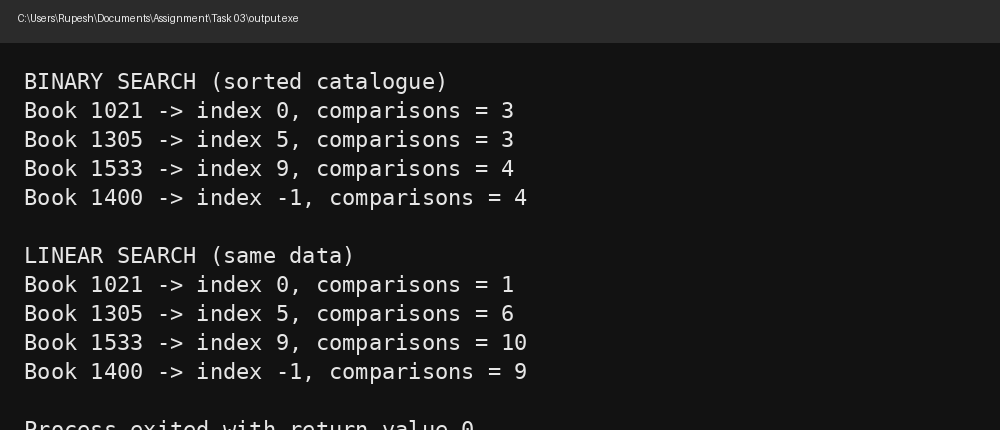 C:\Users\Rupesh\Documents\Assignment\Task 03\output.exe
BINARY SEARCH (sorted catalogue)
Book 1021 -> index 0, comparisons = 3
Book 1305 -> index 5, comparisons = 3
Book 1533 -> index 9, comparisons = 4
Book 1400 -> index -1, comparisons = 4
LINEAR SEARCH (same data)
Book 1021 -> index 0, comparisons = 1
Book 1305 -> index 5, comparisons = 6
Book 1533 -> index 9, comparisons = 10
Book 1400 -> index -1, comparisons = 9
Process exited with return value 0